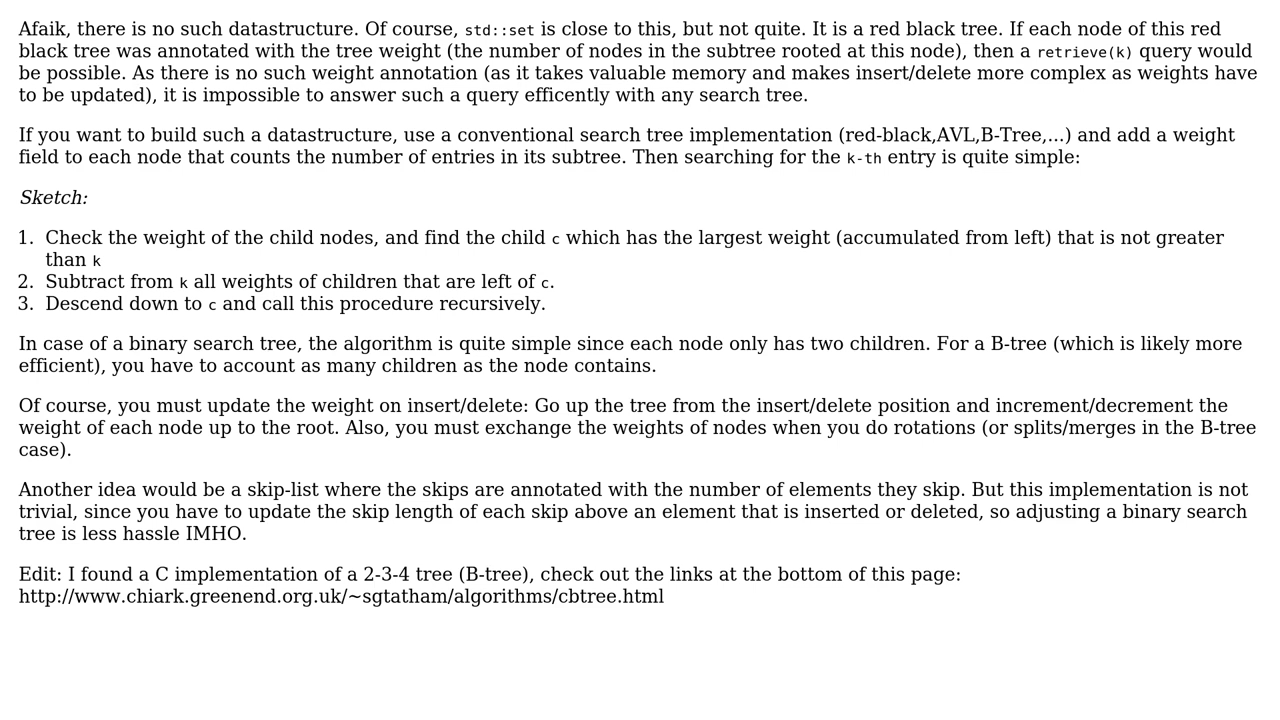 Afaik, there is no such datastructure. Of course, std::set is close to this, but not quite. It is a red black tree. If each node of this red
black tree was annotated with the tree weight (the number of nodes in the subtree rooted at this node), then a retrieve(k) query would
be possible. As there is no such weight annotation (as it takes valuable memory and makes insert/delete more complex as weights have
to be updated), it is impossible to answer such a query efficently with any search tree.
If you want to build such a datastructure, use a conventional search tree implementation (red-black,AVL,B-Tree,...) and add a weight
field to each node that counts the number of entries in its subtree. Then searching for the k-th entry is quite simple:
Sketch:
1. Check the weight of the child nodes, and find the child c which has the largest weight (accumulated from left) that is not greater
than k
2. Subtract from k all weights of children that are left of c.
3. Descend down to c and call this procedure recursively.
In case of a binary search tree, the algorithm is quite simple since each node only has two children. For a B-tree (which is likely more
efficient), you have to account as many children as the node contains.
Of course, you must update the weight on insert/delete: Go up the tree from the insert/delete position and increment/decrement the
weight of each node up to the root. Also, you must exchange the weights of nodes when you do rotations (or splits/merges in the B-tree
case).
Another idea would be a skip-list where the skips are annotated with the number of elements they skip. But this implementation is not
trivial, since you have to update the skip length of each skip above an element that is inserted or deleted, so adjusting a binary search
tree is less hassle IMHO.
Edit: I found a C implementation of a 2-3-4 tree (B-tree), check out the links at the bottom of this page:
http://www.chiark.greenend.org.uk/~sgtatham/algorithms/cbtree.html